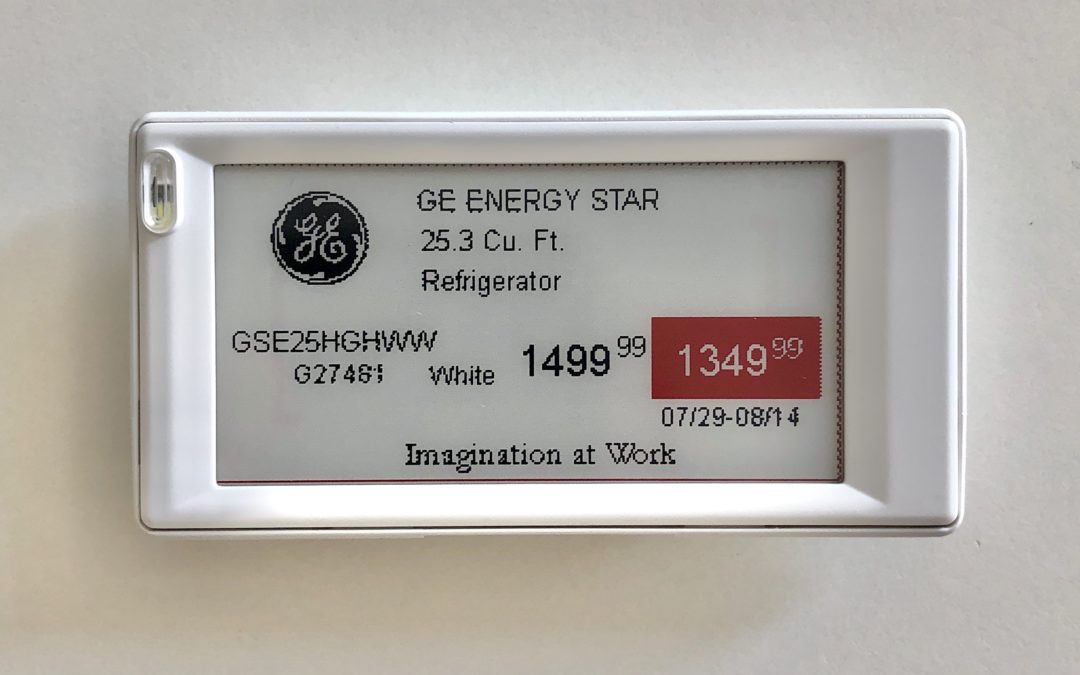 GE
GE ENERGY STAR
25.3 Cu. Ft.
Refrigerator
GSE25HGHWW
White
1499 99
1349 99
07/29-08/14
Imagination at Work